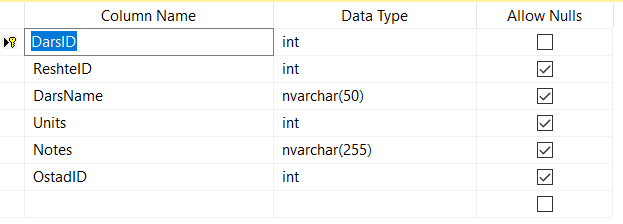 Column Name Data Type Allow Nulls
DarsID int
ReshteID int
DarsName nvarchar(50)
Units int
Notes nvarchar(255)
OstadID int